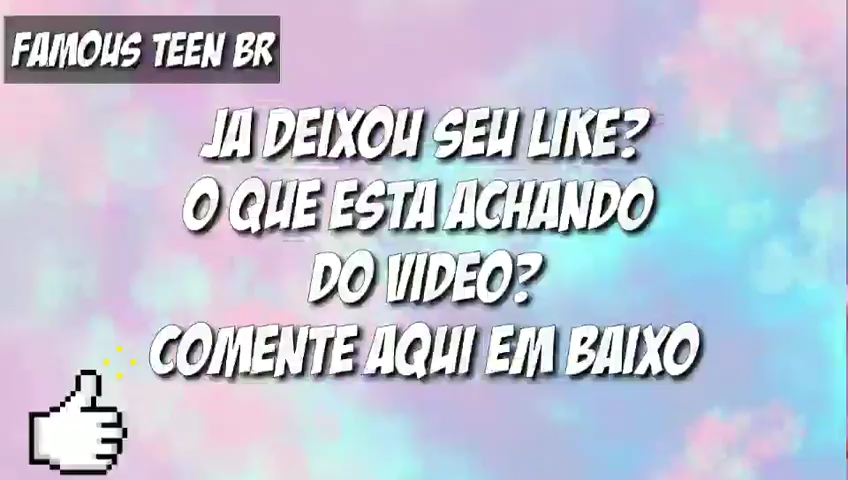 FAMOUS TEEN BR
JA DEIXOU SEU LIKE?
O QUE ESTA ACHANDO
DO VIDEO?
COMENTE AQUI EM BAIXO